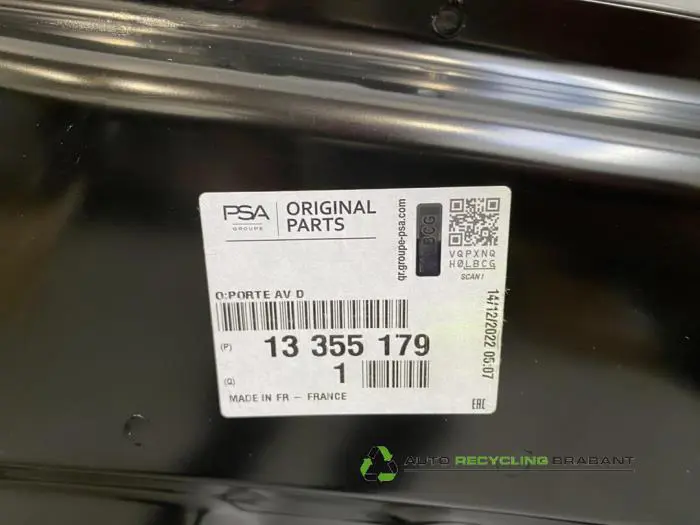 PSA
GROUPE
ORIGINAL
PARTS
qr.groupe-psa.com
BCG
VQPXNQ
H0LBCG
SCAN!
O:PORTE AV D
14/12/2022 05:07
(P) 13 355 179
(Q) 1
MADE IN FR - FRANCE
EAC
AUTO RECYCLING BRABANT